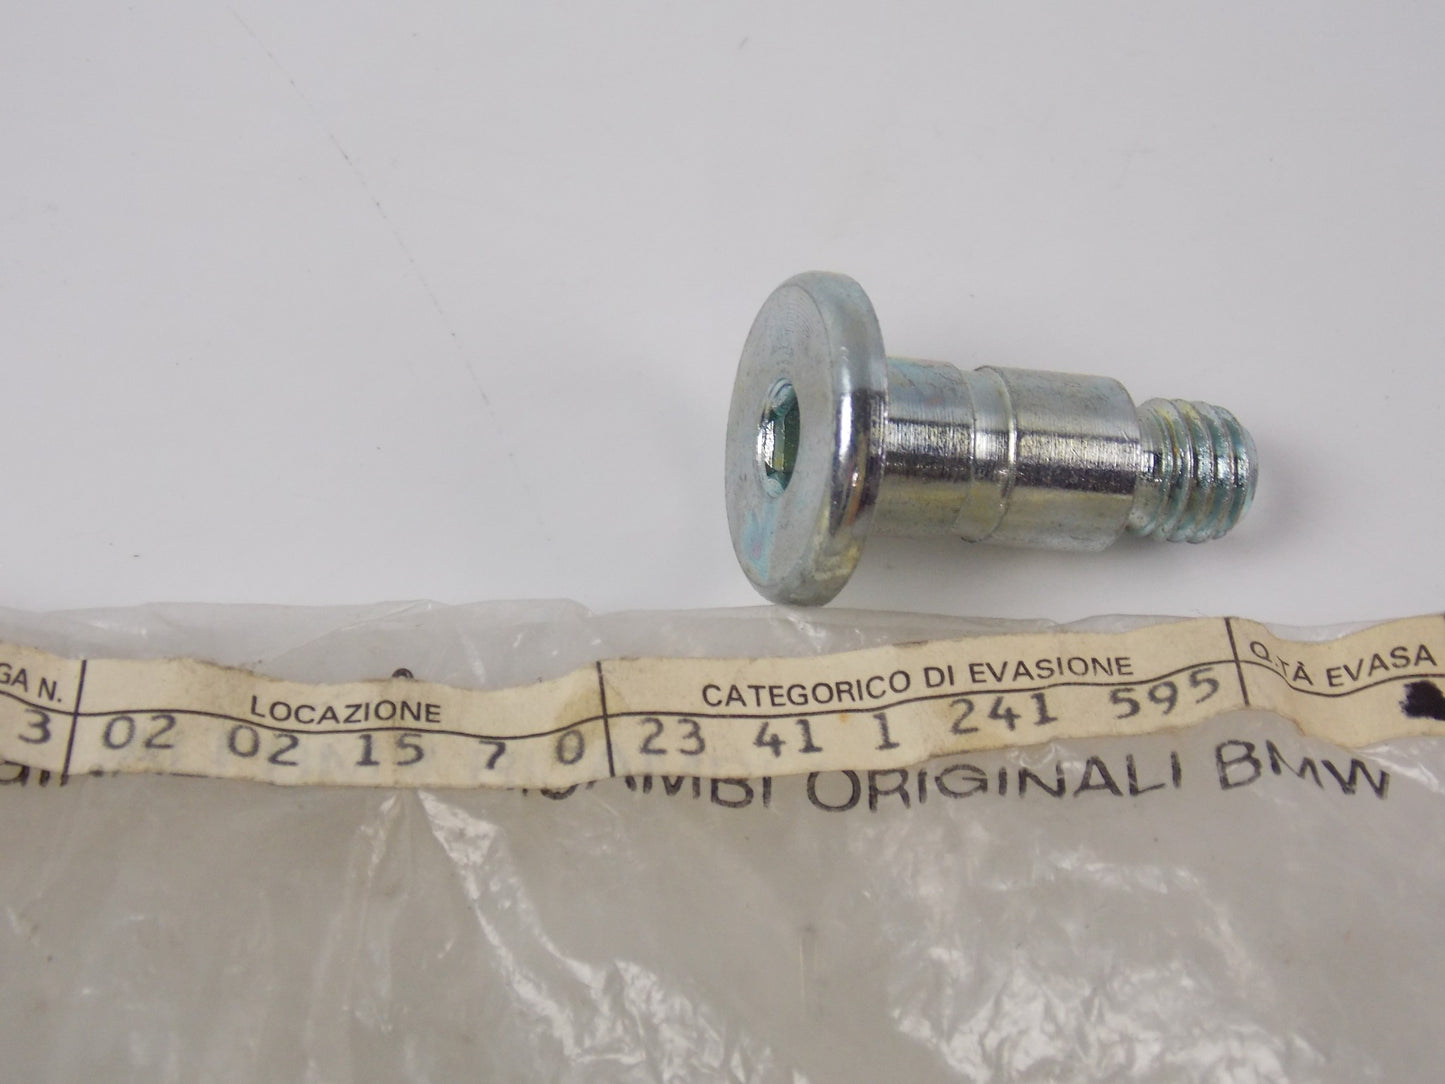 GA N. LOCAZIONE CATEGORICO DI EVASIONE Q.TÀ EVASA
3 02 02 15 7 0 23 41 1 241 595
ORIGINALI BMW